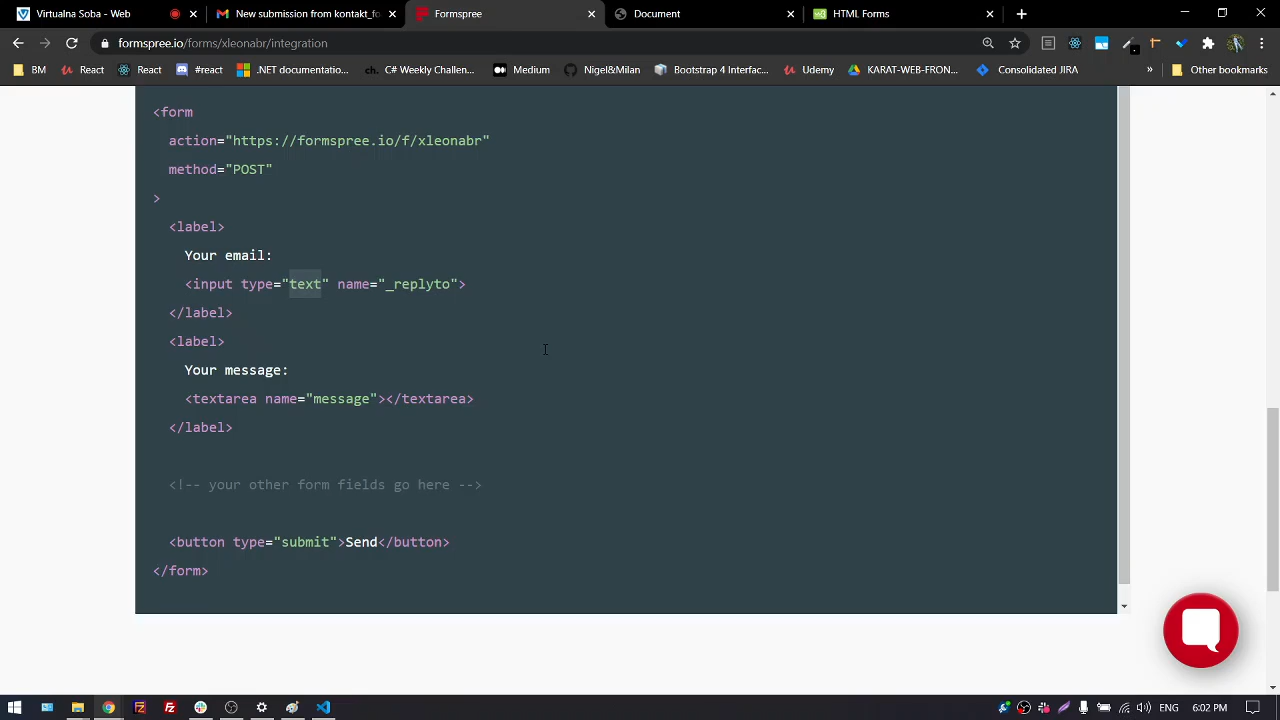 Virtualna Soba - Web
New submission from kontakt_fo
Formspree
Document
HTML Forms
formspree.io/forms/xleonabr/integration
BM
React
React
#react
.NET documentatio...
ch.
C# Weekly Challen...
Medium
Nigel&Milan
Bootstrap 4 Interfac...
Udemy
KARAT-WEB-FRON...
Consolidated JIRA
»
Other bookmarks
<form
action="https://formspree.io/f/xleonabr"
method="POST"
>
<label>
Your email:
<input type="text" name="_replyto">
</label>
<label>
Your message:
<textarea name="message"></textarea>
</label>
<!-- your other form fields go here -->
<button type="submit">Send</button>
</form>
ENG
6:02 PM